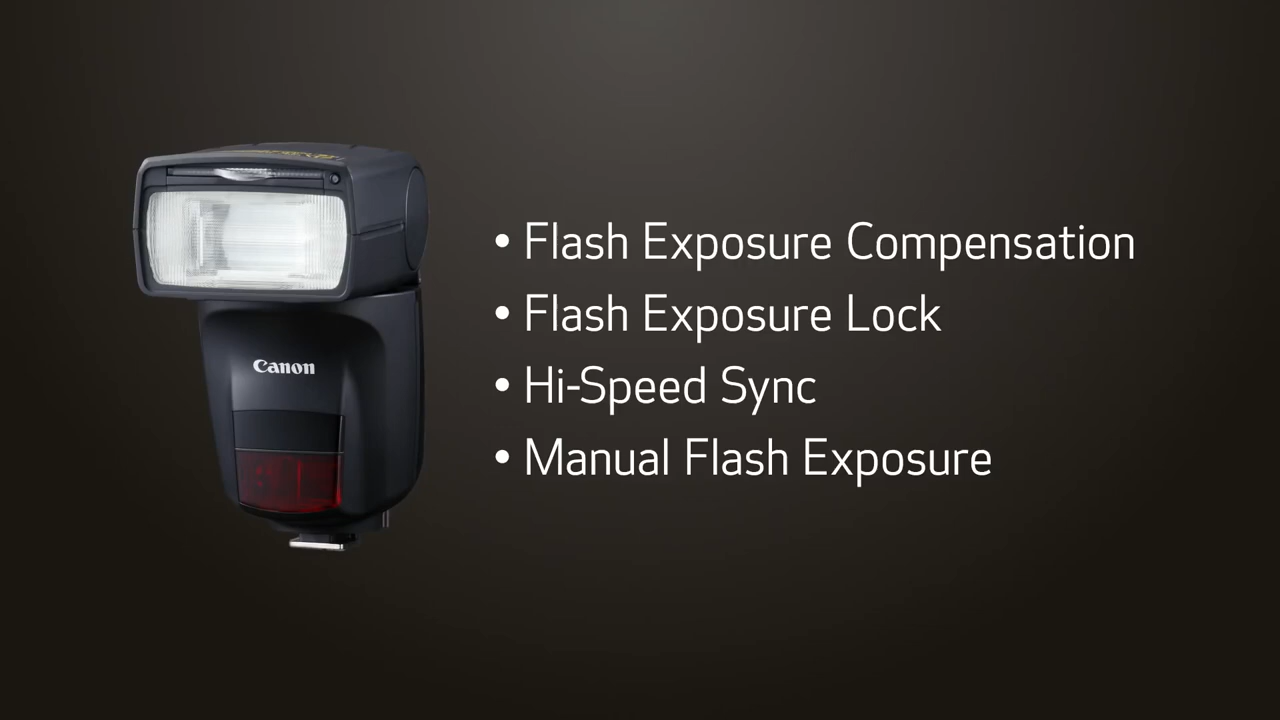 Canon
• Flash Exposure Compensation
• Flash Exposure Lock
• Hi-Speed Sync
• Manual Flash Exposure